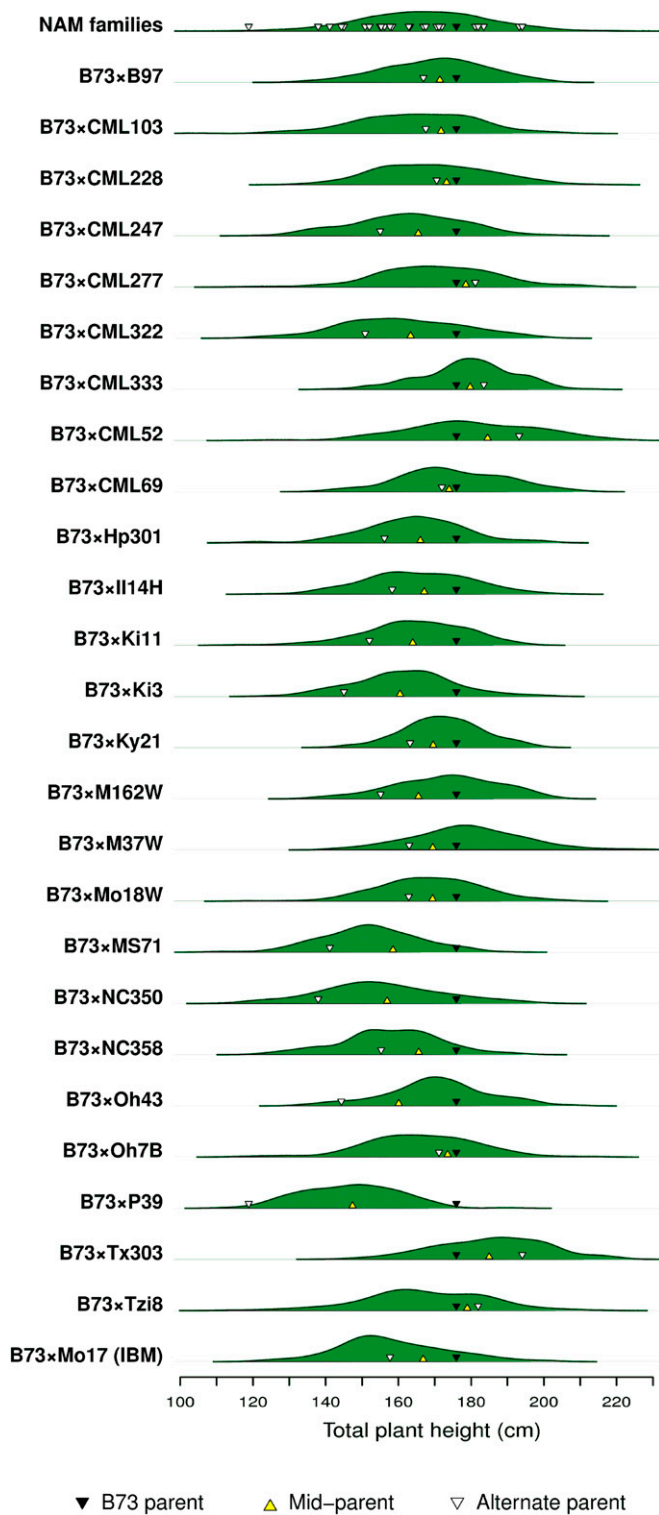 NAM families
B73×B97
B73×CML103
B73×CML228
B73×CML247
B73×CML277
B73×CML322
B73×CML333
B73×CML52
B73×CML69
B73×Hp301
B73×Il14H
B73×Ki11
B73×Ki3
B73×Ky21
B73×M162W
B73×M37W
B73×Mo18W
B73×MS71
B73×NC350
B73×NC358
B73×Oh43
B73×Oh7B
B73×P39
B73×Tx303
B73×Tzi8
B73×Mo17 (IBM)
100 120 140 160 180 200 220
Total plant height (cm)
B73 parent Mid−parent Alternate parent